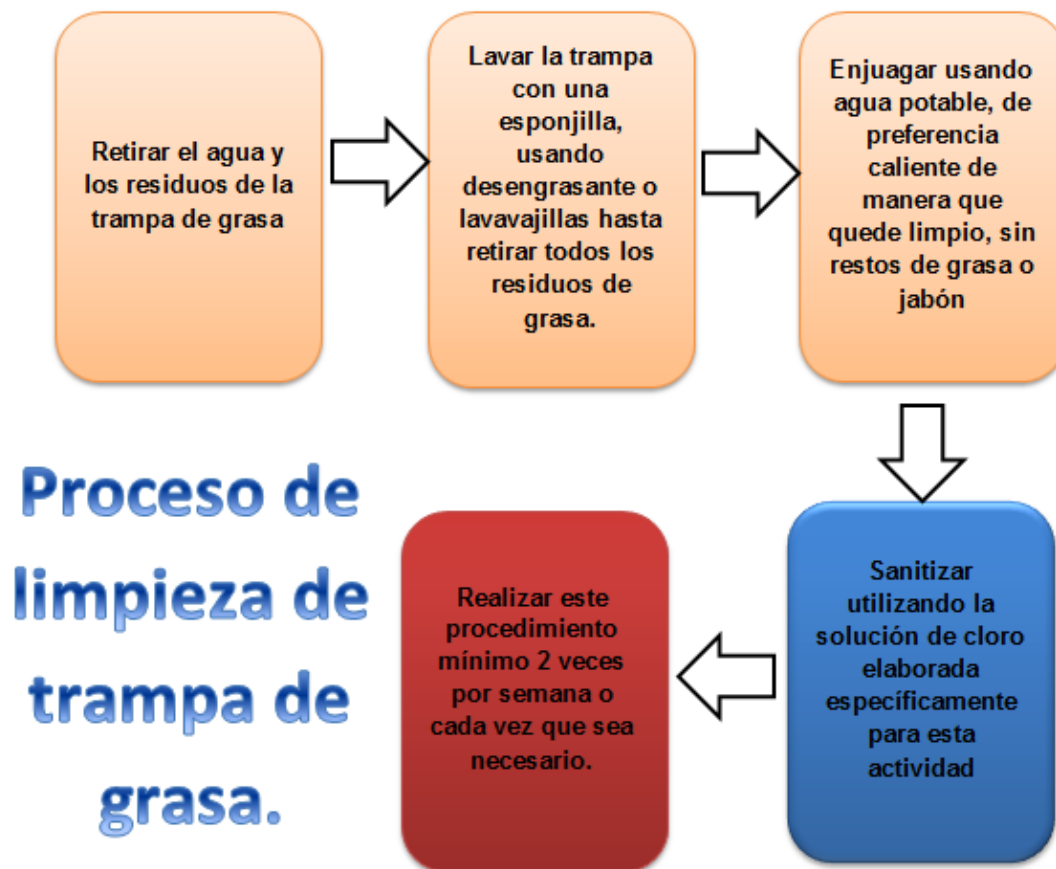 Retirar el agua y
los residuos de la
trampa de grasa
Lavar la trampa
con una
esponjilla,
usando
desengrasante o
lavavajillas hasta
retirar todos los
residuos de
grasa.
Enjuagar usando
agua potable, de
preferencia
caliente de
manera que
quede limpio, sin
restos de grasa o
jabón
Sanitizar
utilizando la
solución de cloro
elaborada
específicamente
para esta
actividad
Realizar este
procedimiento
mínimo 2 veces
por semana o
cada vez que sea
necesario.
Proceso de
limpieza de
trampa de
grasa.